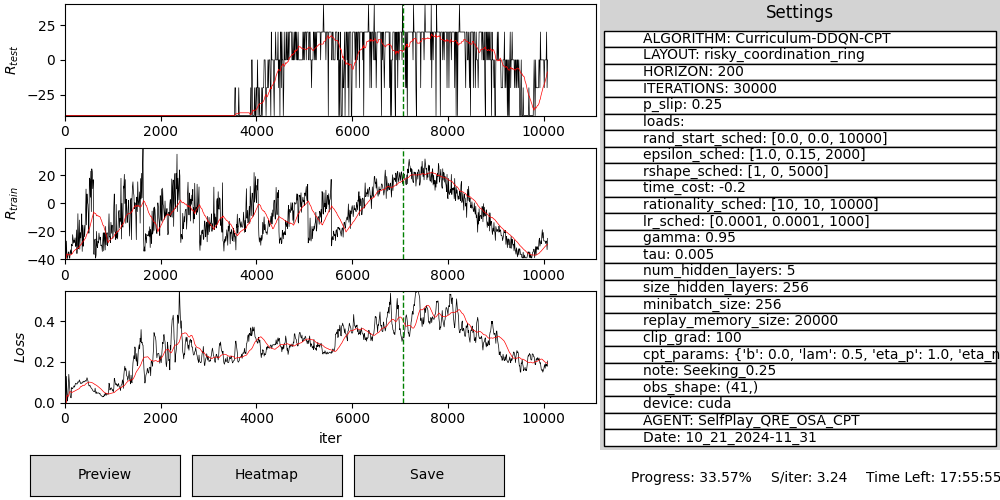 R_test
25
0
−25
0 2000 4000 6000 8000 10000
R_train
20
0
−20
−40
0 2000 4000 6000 8000 10000
Loss
0.4
0.2
0.0
0 2000 4000 6000 8000 10000
iter
Preview Heatmap Save
Settings
ALGORITHM: Curriculum-DDQN-CPT
LAYOUT: risky_coordination_ring
HORIZON: 200
ITERATIONS: 30000
p_slip: 0.25
loads:
rand_start_sched: [0.0, 0.0, 10000]
epsilon_sched: [1.0, 0.15, 2000]
rshape_sched: [1, 0, 5000]
time_cost: -0.2
rationality_sched: [10, 10, 10000]
lr_sched: [0.0001, 0.0001, 1000]
gamma: 0.95
tau: 0.005
num_hidden_layers: 5
size_hidden_layers: 256
minibatch_size: 256
replay_memory_size: 20000
clip_grad: 100
cpt_params: {'b': 0.0, 'lam': 0.5, 'eta_p': 1.0, 'eta_n
note: Seeking_0.25
obs_shape: (41,)
device: cuda
AGENT: SelfPlay_QRE_OSA_CPT
Date: 10_21_2024-11_31
Progress: 33.57% S/iter: 3.24 Time Left: 17:55:55